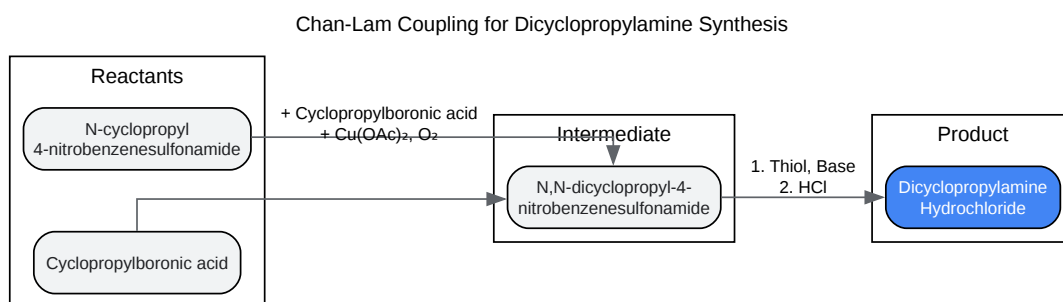 Chan-Lam Coupling for Dicyclopropylamine Synthesis
Reactants
N-cyclopropyl
4-nitrobenzenesulfonamide
Cyclopropylboronic acid
+ Cyclopropylboronic acid
+ Cu(OAc)₂, O₂
Intermediate
N,N-dicyclopropyl-4-
nitrobenzenesulfonamide
1. Thiol, Base
2. HCl
Product
Dicyclopropylamine
Hydrochloride